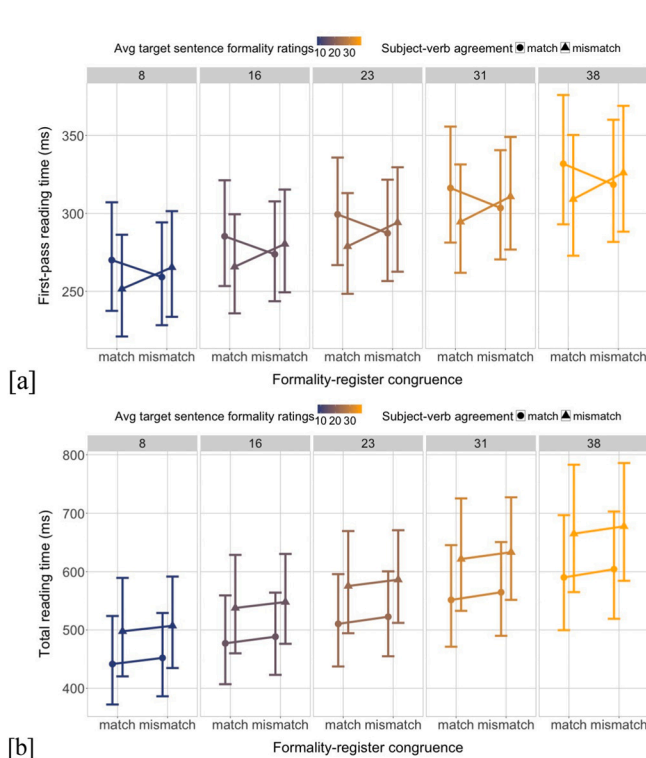 Avg target sentence formality ratings 10 20 30 Subject-verb agreement match mismatch
8 16 23 31 38
First-pass reading time (ms)
350
300
250
match mismatch match mismatch match mismatch match mismatch match mismatch
[a]
Formality-register congruence
Avg target sentence formality ratings 10 20 30 Subject-verb agreement match mismatch
8 16 23 31 38
Total reading time (ms)
800
700
600
500
400
match mismatch match mismatch match mismatch match mismatch match mismatch
[b]
Formality-register congruence